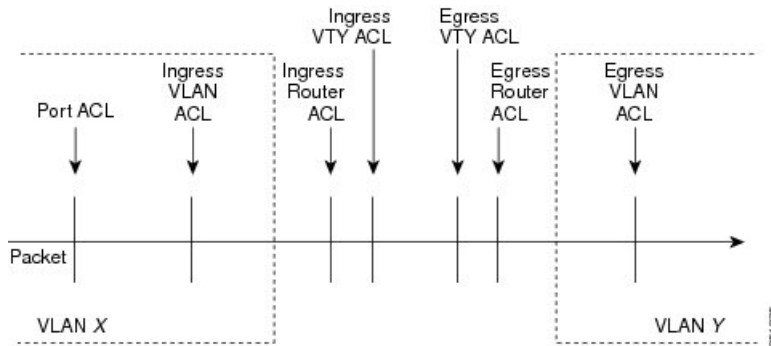 Ingress
VTY ACL
Egress
VTY ACL
Port ACL
Ingress
VLAN
ACL
Ingress
Router
ACL
Egress
Router
ACL
Egress
VLAN
ACL
Packet
VLAN X
VLAN Y